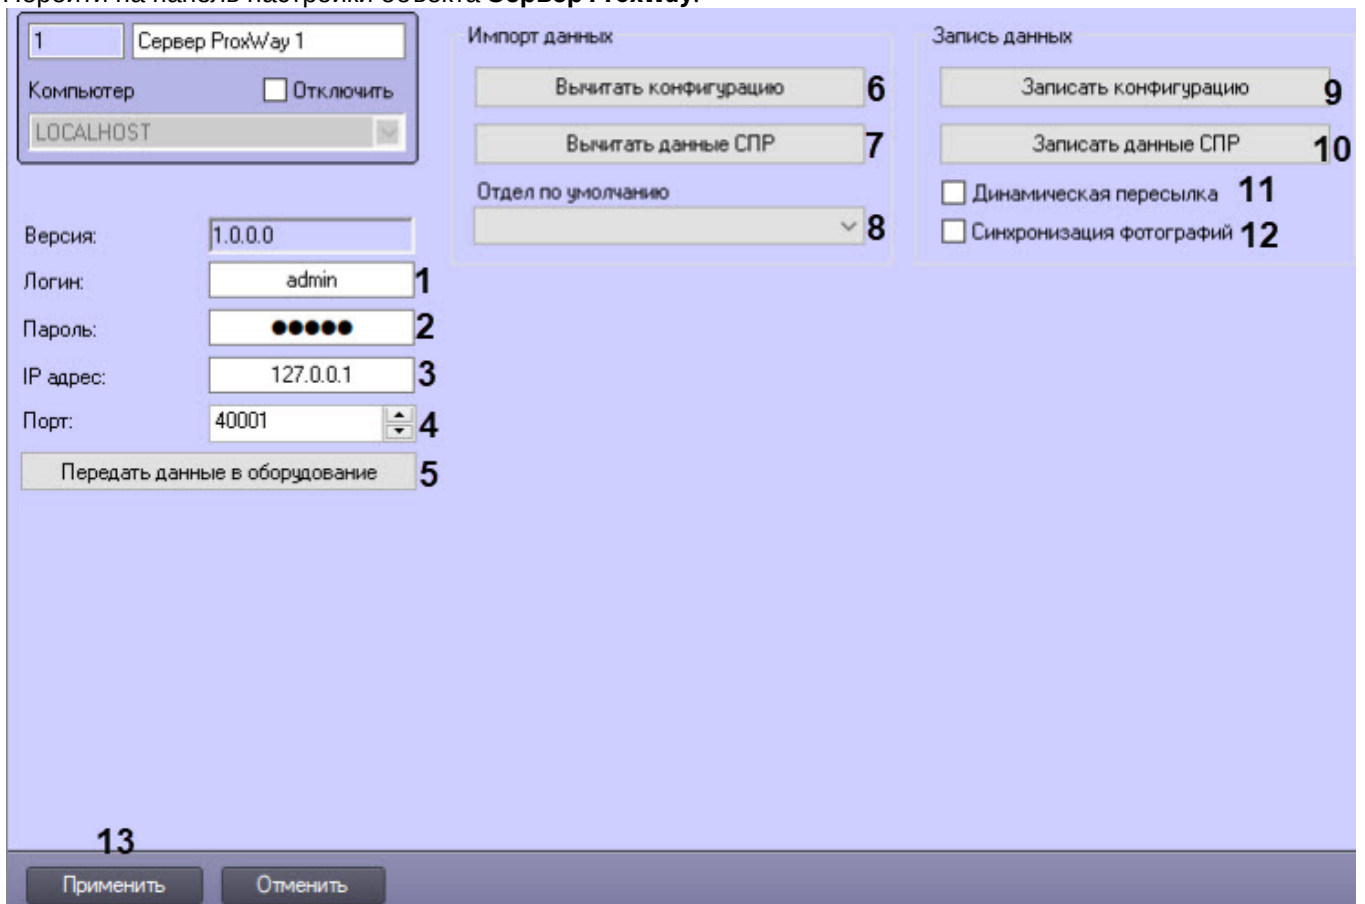 Перейти на панель настройки объекта Сервер ProxWay.
1
Сервер ProxWay 1
Компьютер
Отключить
LOCALHOST
Версия:
1.0.0.0
Логин:
admin
1
Пароль:
●●●●●
2
IP адрес:
127.0.0.1
3
Порт:
40001
4
Передать данные в оборудование
5
Импорт данных
Вычитать конфигурацию
6
Вычитать данные СПР
7
Отдел по умолчанию
8
Запись данных
Записать конфигурацию
9
Записать данные СПР
10
Динамическая пересылка
11
Синхронизация фотографий
12
13
Применить
Отменить